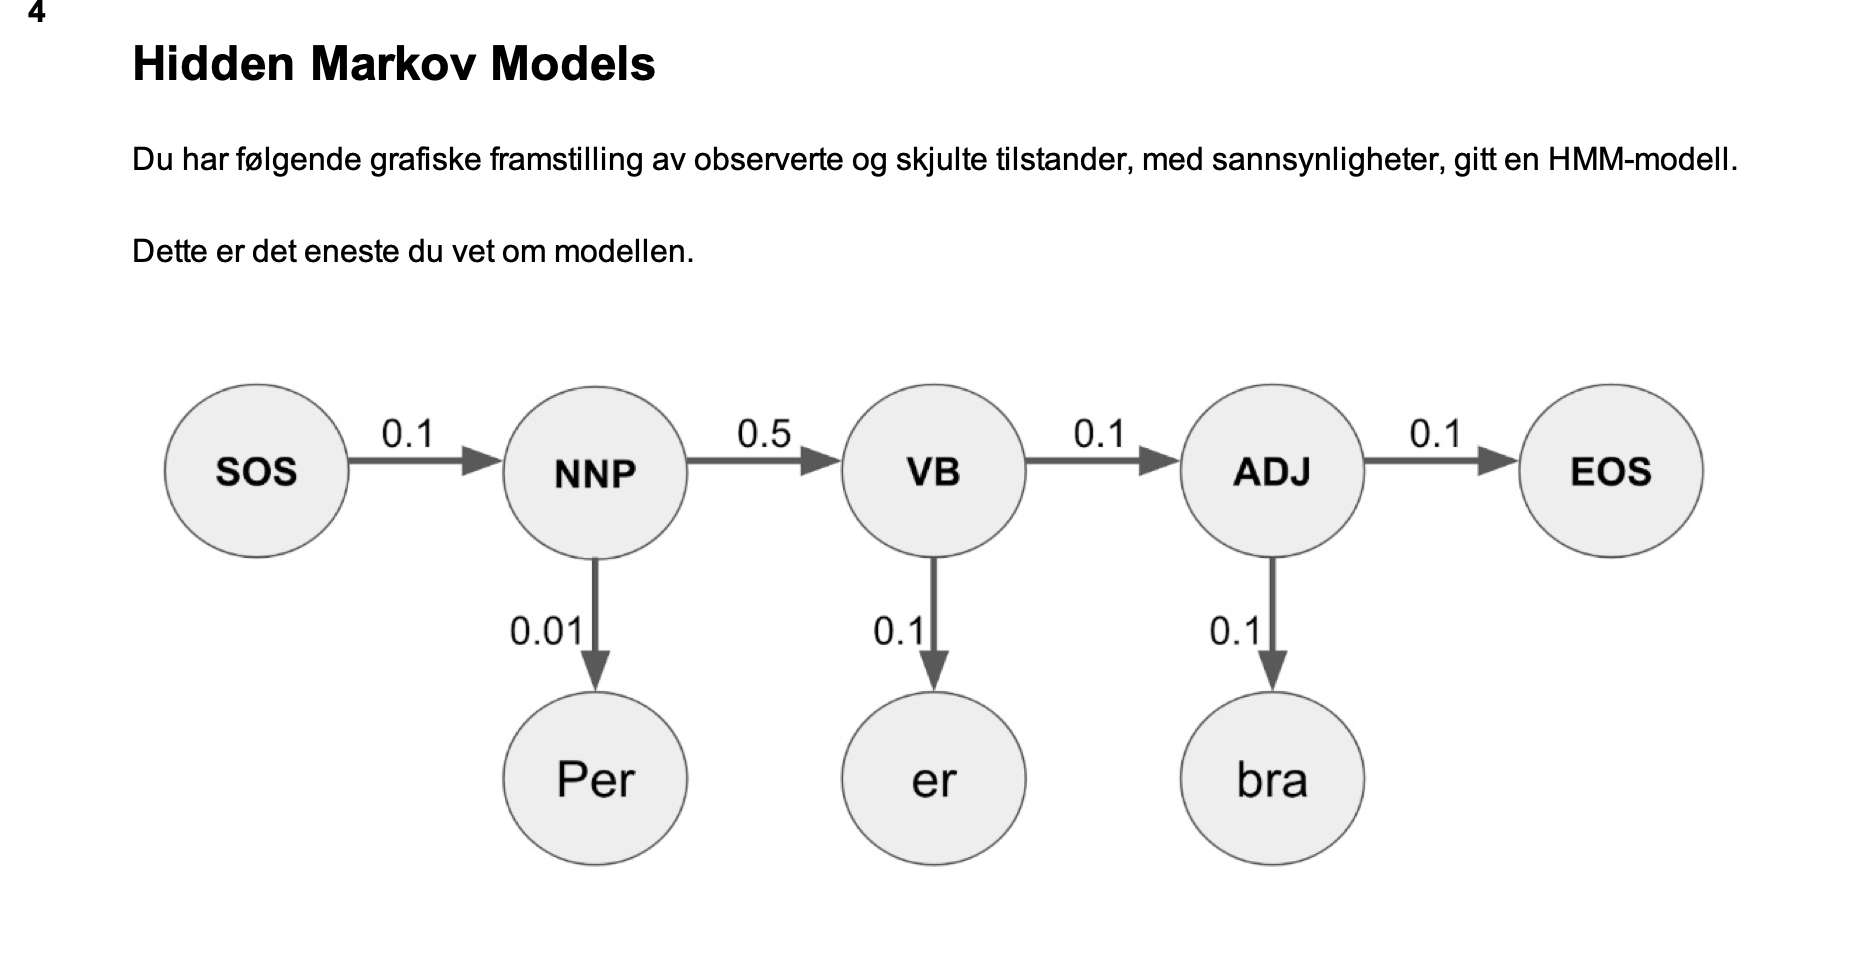 4
Hidden Markov Models
Du har følgende grafiske framstilling av observerte og skjulte tilstander, med sannsynligheter, gitt en HMM-modell.
Dette er det eneste du vet om modellen.
0.1 0.5 0.1 0.1
SOS NNP VB ADJ EOS
0.01 0.1 0.1
Per er bra